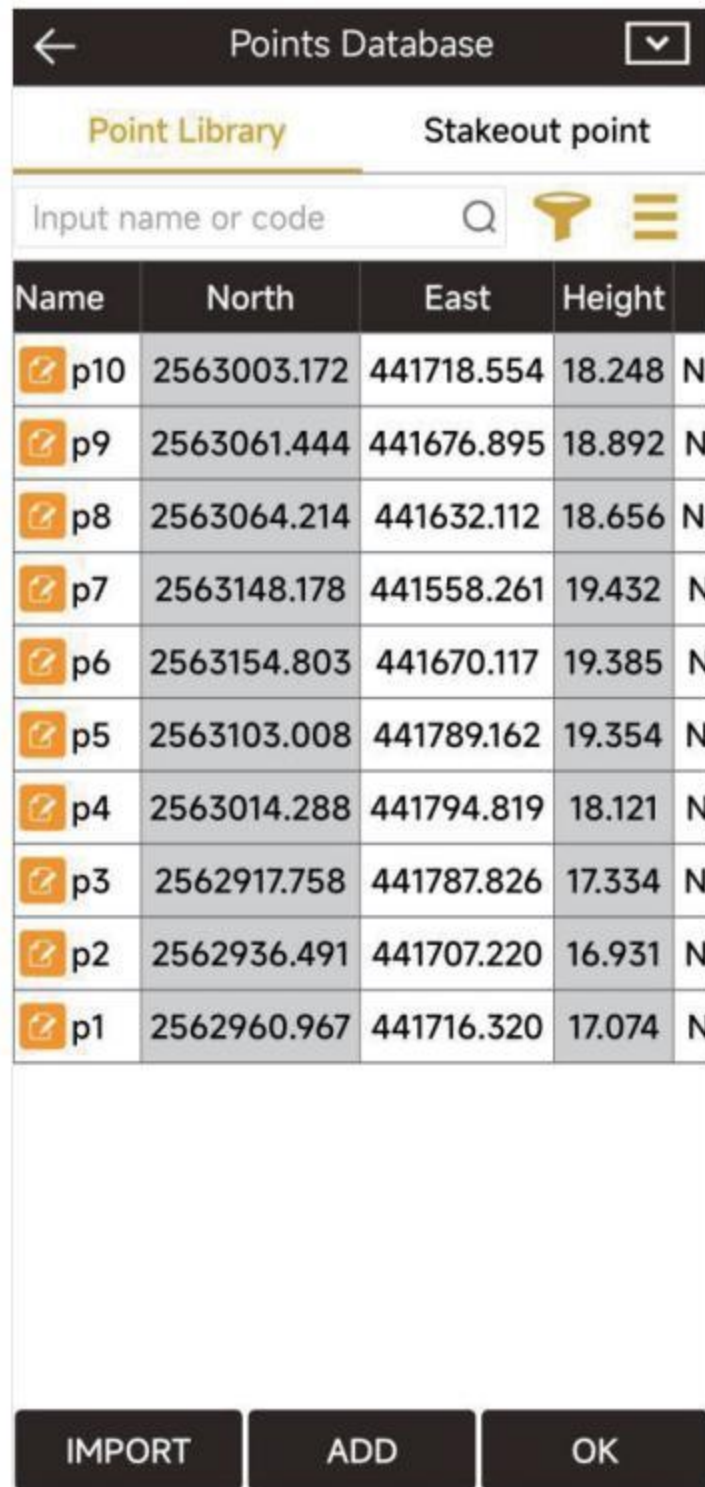 Points Database
Point Library Stakeout point
Input name or code
Name North East Height
p10 2563003.172 441718.554 18.248 N
p9 2563061.444 441676.895 18.892 N
p8 2563064.214 441632.112 18.656 N
p7 2563148.178 441558.261 19.432 N
p6 2563154.803 441670.117 19.385 N
p5 2563103.008 441789.162 19.354 N
p4 2563014.288 441794.819 18.121 N
p3 2562917.758 441787.826 17.334 N
p2 2562936.491 441707.220 16.931 N
p1 2562960.967 441716.320 17.074 N
IMPORT ADD OK